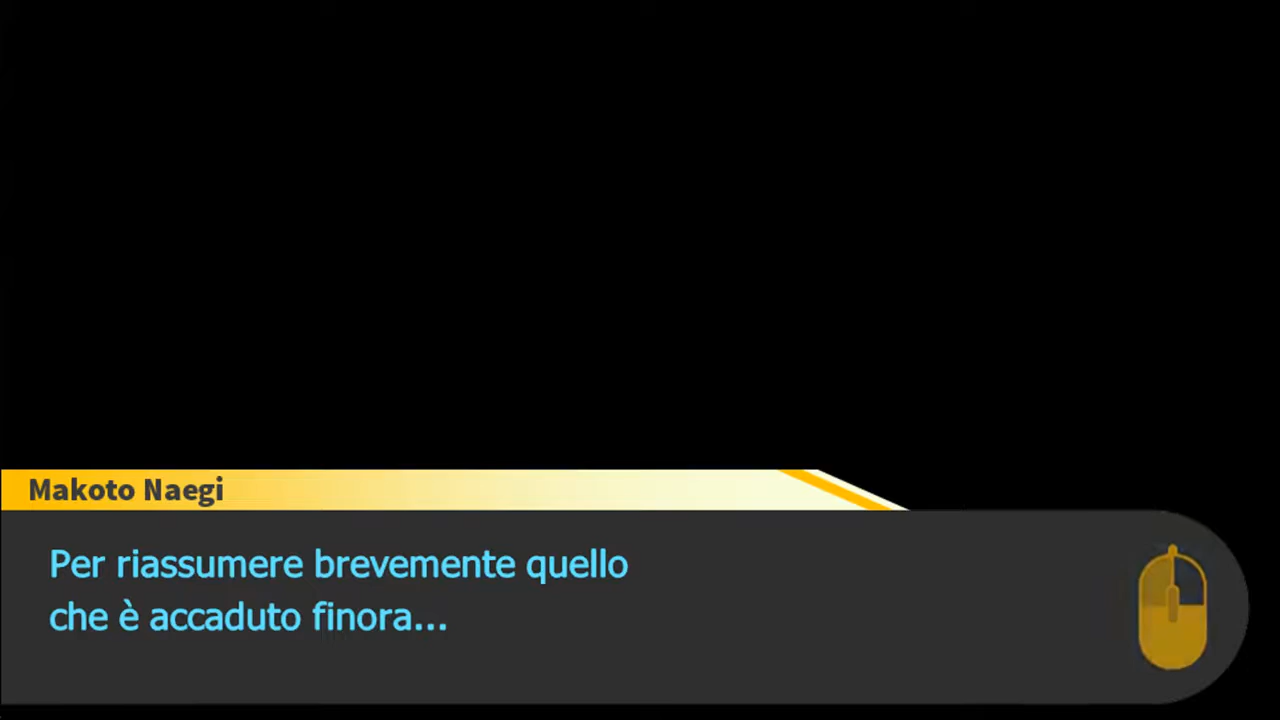 Makoto Naegi
Per riassumere brevemente quello
che è accaduto finora...